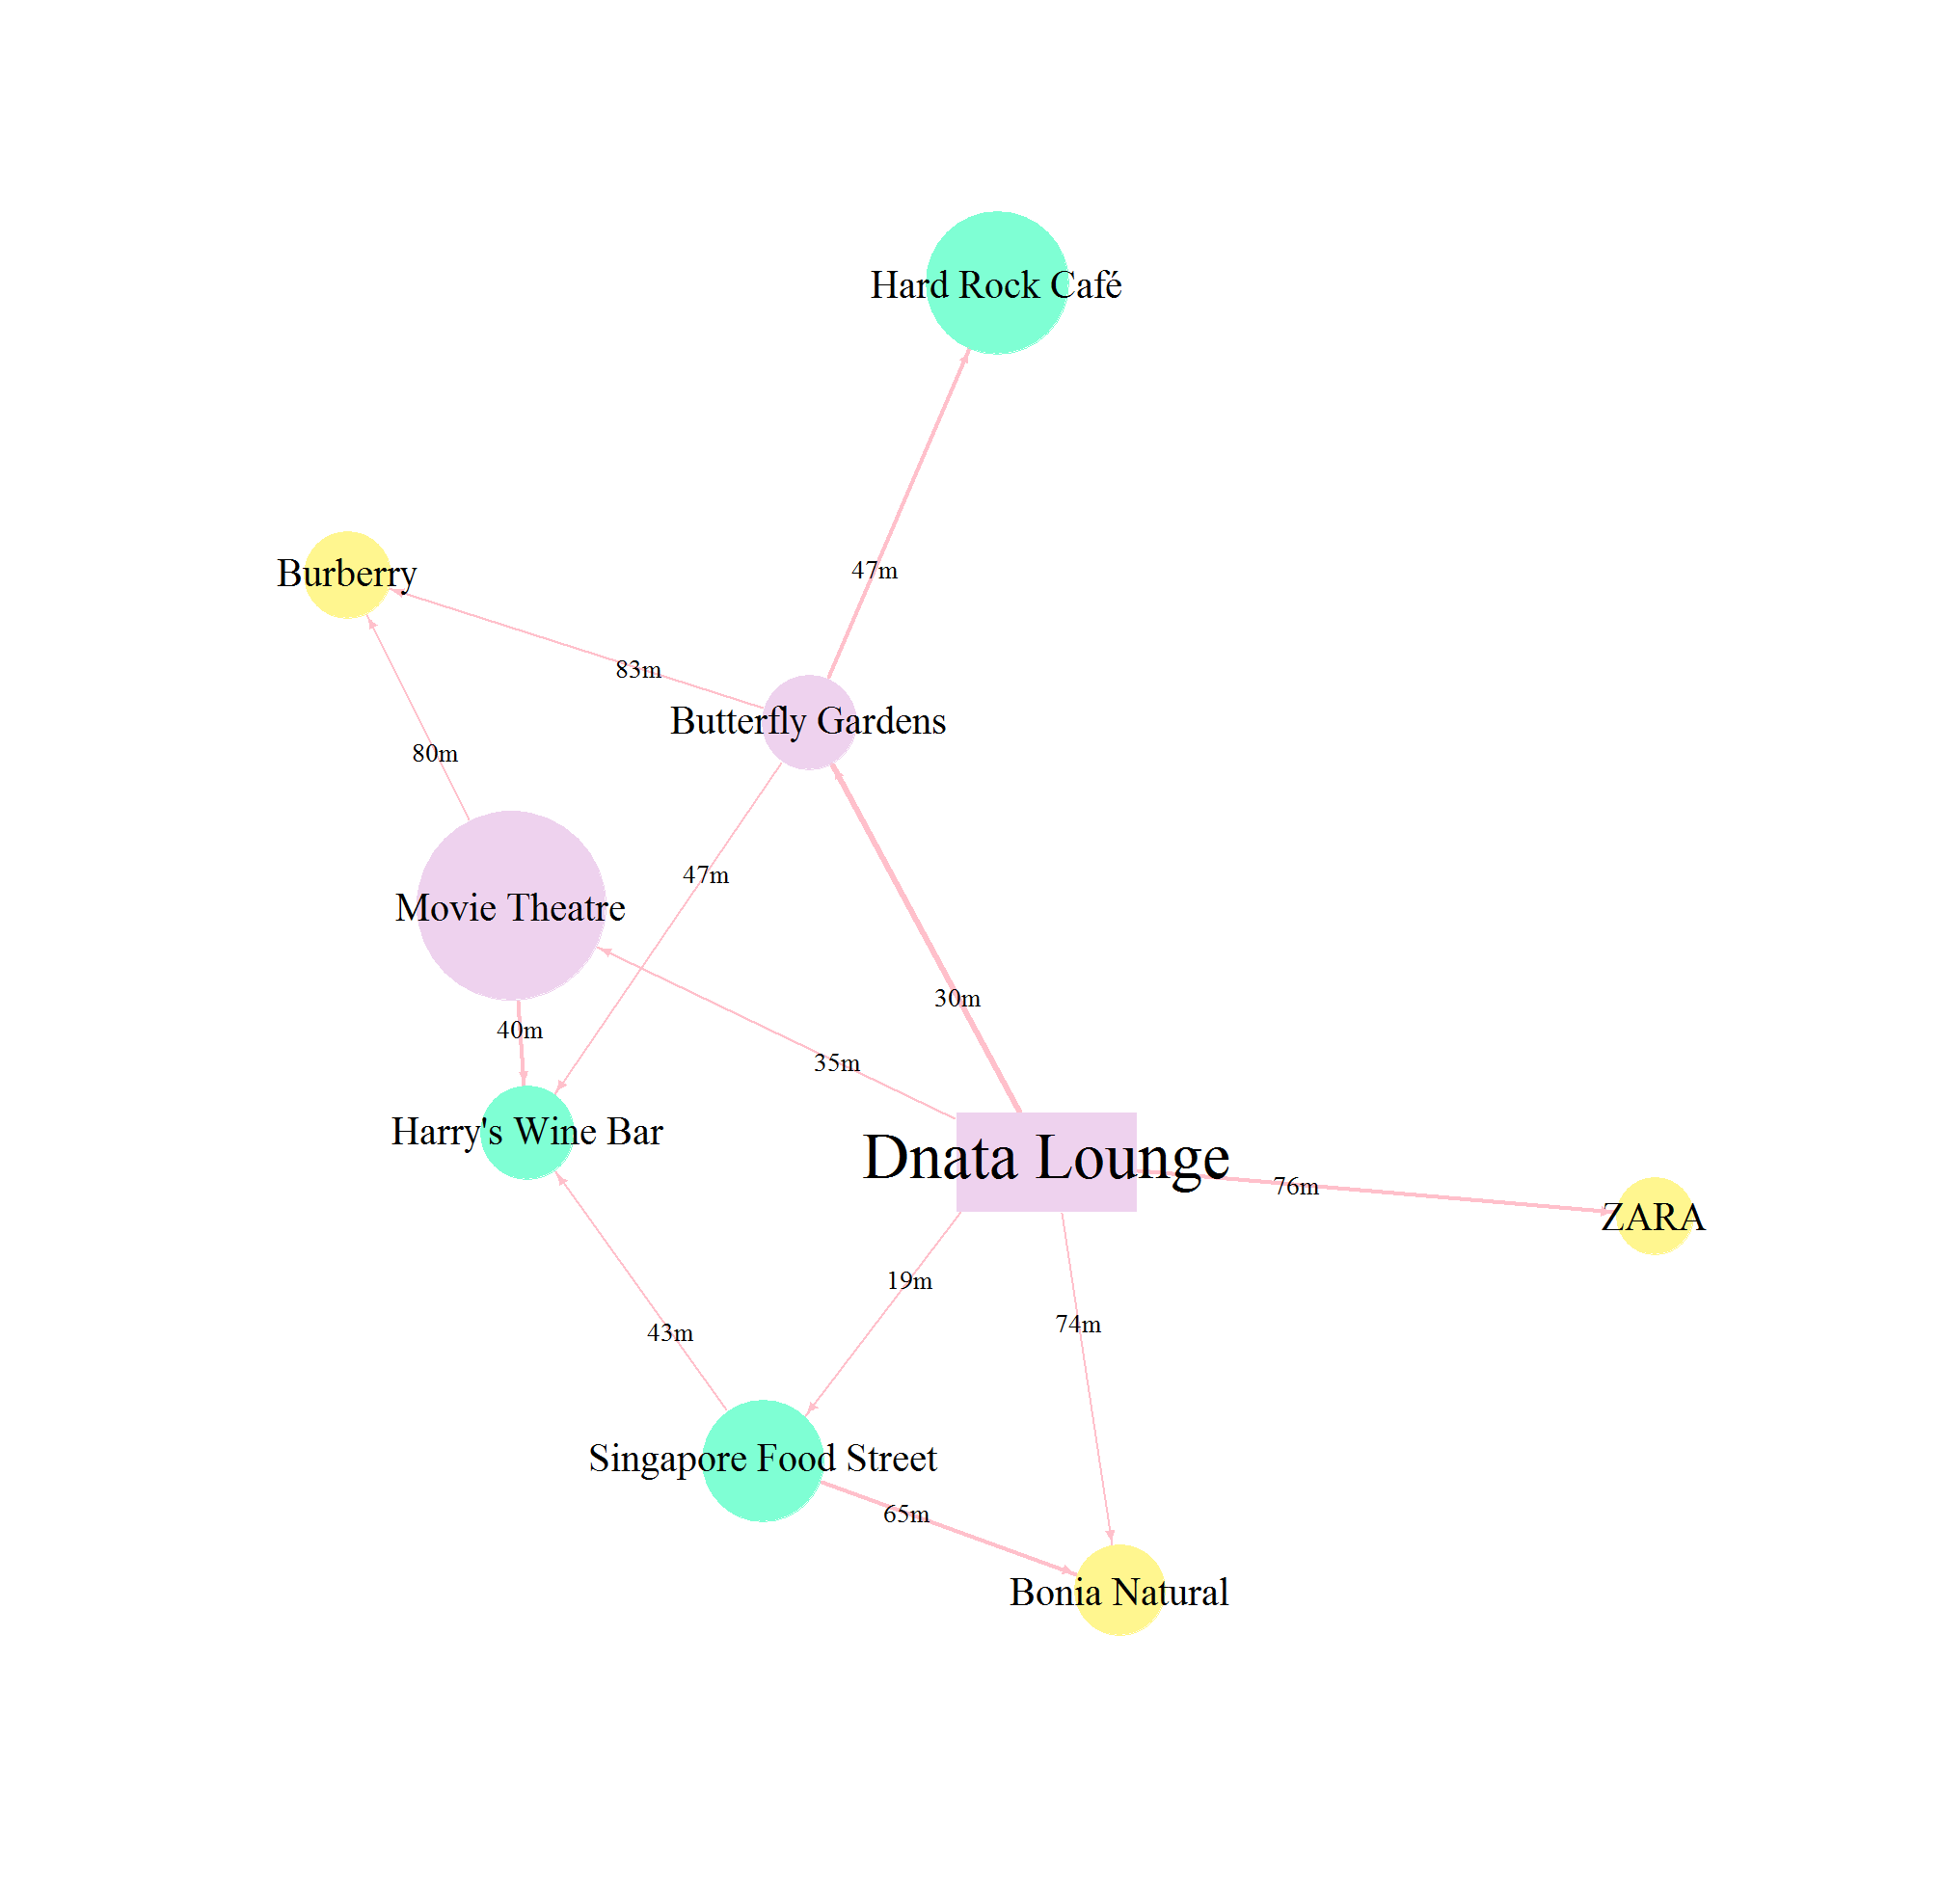 Hard Rock Café
47m
Burberry
83m
Butterfly Gardens
80m
47m
Movie Theatre
30m
40m
35m
Harry's Wine Bar
Dnata Lounge
76m
ZARA
19m
74m
43m
Singapore Food Street
65m
Bonia Natural